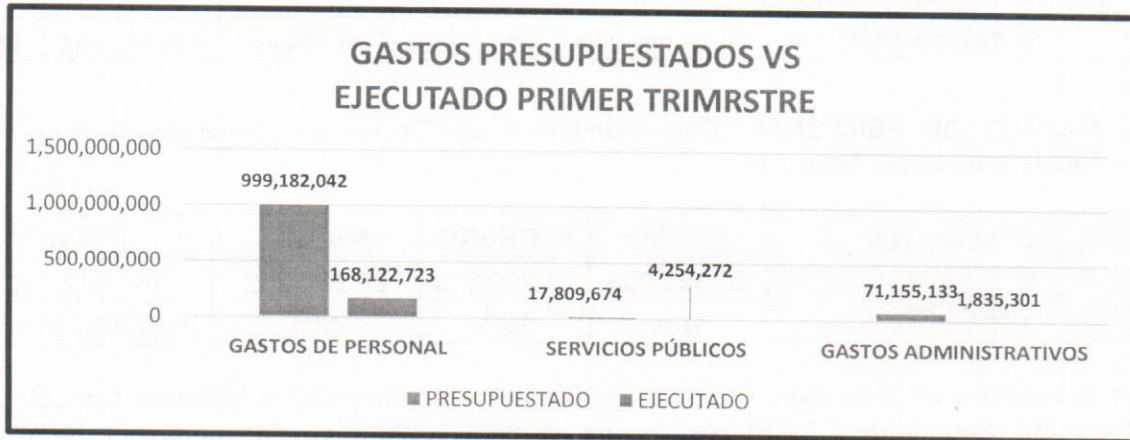 GASTOS PRESUPUESTADOS VS
EJECUTADO PRIMER TRIMRSTRE
1,500,000,000
1,000,000,000
500,000,000
0
999,182,042
168,122,723
17,809,674
4,254,272
71,155,133
1,835,301
GASTOS DE PERSONAL
SERVICIOS PÚBLICOS
GASTOS ADMINISTRATIVOS
PRESUPUESTADO
EJECUTADO